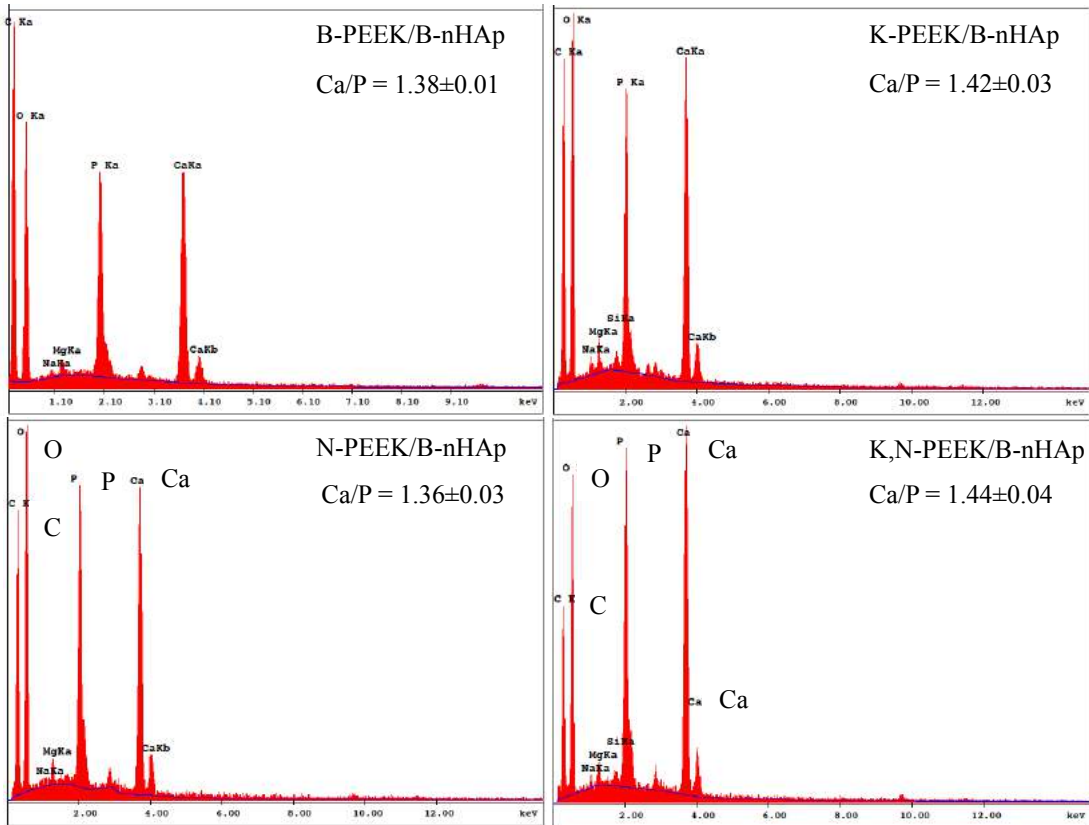 C Ka
O Ka
P Ka
CaKa
MgKa
NaKa
CaKb
B-PEEK/B-nHAp
Ca/P = 1.38±0.01
1.10 2.10 3.10 4.10 5.10 6.10 7.10 8.10 9.10 keV
O Ka
C Ka
CaKa
P Ka
SiKa
MgKa
NaKa
CaKb
K-PEEK/B-nHAp
Ca/P = 1.42±0.03
2.00 4.00 6.00 8.00 10.00 12.00 keV
O
O
C K
C
P
P
Ca
Ca
MgKa
NaKa
CaKb
N-PEEK/B-nHAp
Ca/P = 1.36±0.03
2.00 4.00 6.00 8.00 10.00 12.00 keV
O
O
C K
C
P
P
Ca
Ca
Ca
Ca
SiKa
MgKa
NaKa
K,N-PEEK/B-nHAp
Ca/P = 1.44±0.04
2.00 4.00 6.00 8.00 10.00 12.00 keV